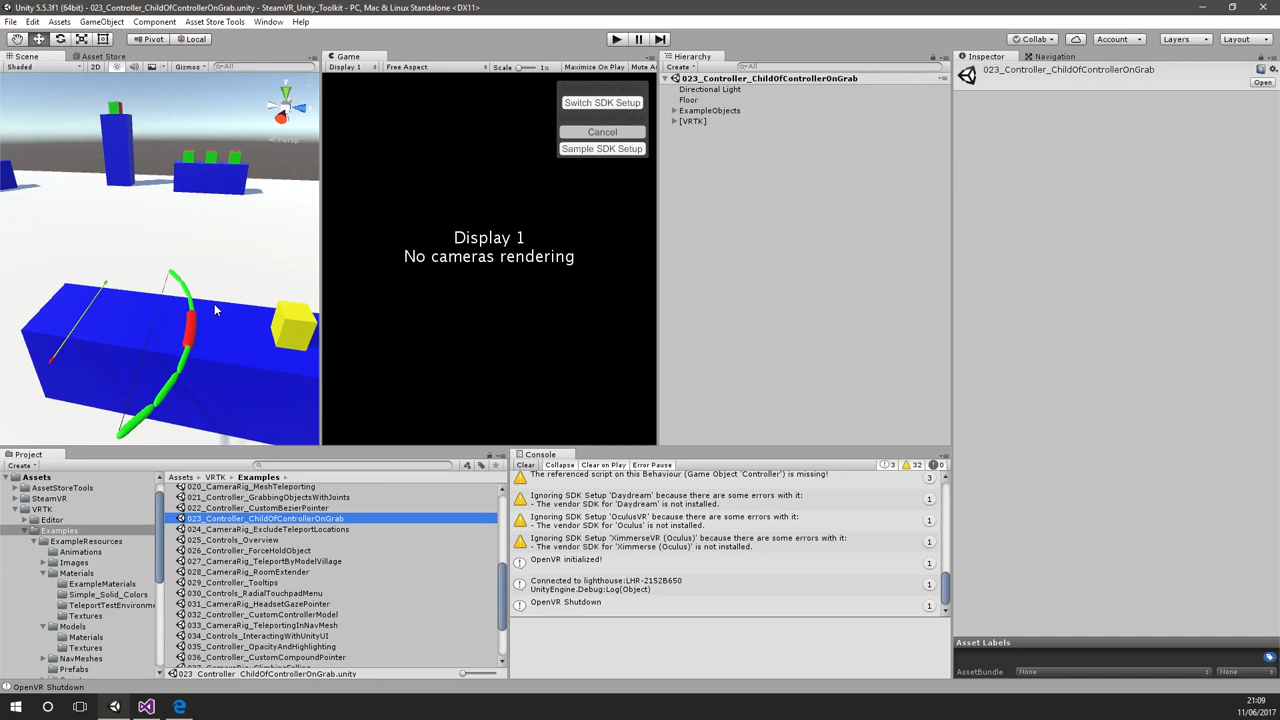 Unity 5.5.3f1 (64bit) - 023_Controller_ChildOfControllerOnGrab.unity - SteamVR_Unity_Toolkit - PC, Mac & Linux Standalone <DX11>
File Edit Assets GameObject Component Asset Store Tools Window Help
Pivot Local Collab Account Layers Layout
Scene Asset Store Game Hierarchy Inspector Navigation
Shaded 2D Gizmos All Display 1 Free Aspect Scale 1x Maximize On Play Mute Au Create All
023_Controller_ChildOfControllerOnGrab
Directional Light
Floor
ExampleObjects
[VRTK]
023_Controller_ChildOfControllerOnGrab
Open
y
z
Persp
Switch SDK Setup
Cancel
Sample SDK Setup
Display 1
No cameras rendering
Project
Create
Assets
AssetStoreTools
SteamVR
VRTK
Editor
Examples
ExampleResources
Animations
Images
Materials
ExampleMaterials
Simple_Solid_Colors
TeleportTestEnvironme
Textures
Models
Materials
Textures
NavMeshes
Prefabs
Assets VRTK Examples
020_CameraRig_MeshTeleporting
021_Controller_GrabbingObjectsWithJoints
022_Controller_CustomBezierPointer
023_Controller_ChildOfControllerOnGrab
024_CameraRig_ExcludeTeleportLocations
025_Controls_Overview
026_Controller_ForceHoldObject
027_CameraRig_TeleportByModelVillage
028_CameraRig_RoomExtender
029_Controller_Tooltips
030_Controls_RadialTouchpadMenu
031_CameraRig_HeadsetGazePointer
032_Controller_CustomControllerModel
033_CameraRig_TeleportingInNavMesh
034_Controls_InteractingWithUnityUI
035_Controller_OpacityAndHighlighting
036_Controller_CustomCompoundPointer
023_Controller_ChildOfControllerOnGrab.unity
Console
Clear Collapse Clear on Play Error Pause 3 32 0
The referenced script on this Behaviour (Game Object 'Controller') is missing! 3
Ignoring SDK Setup 'Daydream' because there are some errors with it: 1
- The vendor SDK for 'Daydream' is not installed.
Ignoring SDK Setup 'OculusVR' because there are some errors with it: 1
- The vendor SDK for 'Oculus' is not installed.
Ignoring SDK Setup 'XimmerseVR (Oculus)' because there are some errors with it: 1
- The vendor SDK for 'Ximmerse (Oculus)' is not installed.
OpenVR initialized! 1
Connected to lighthouse:LHR-2152B650 1
UnityEngine.Debug:Log(Object)
OpenVR Shutdown 1
Asset Labels
AssetBundle None None
OpenVR Shutdown
21:09
11/06/2017